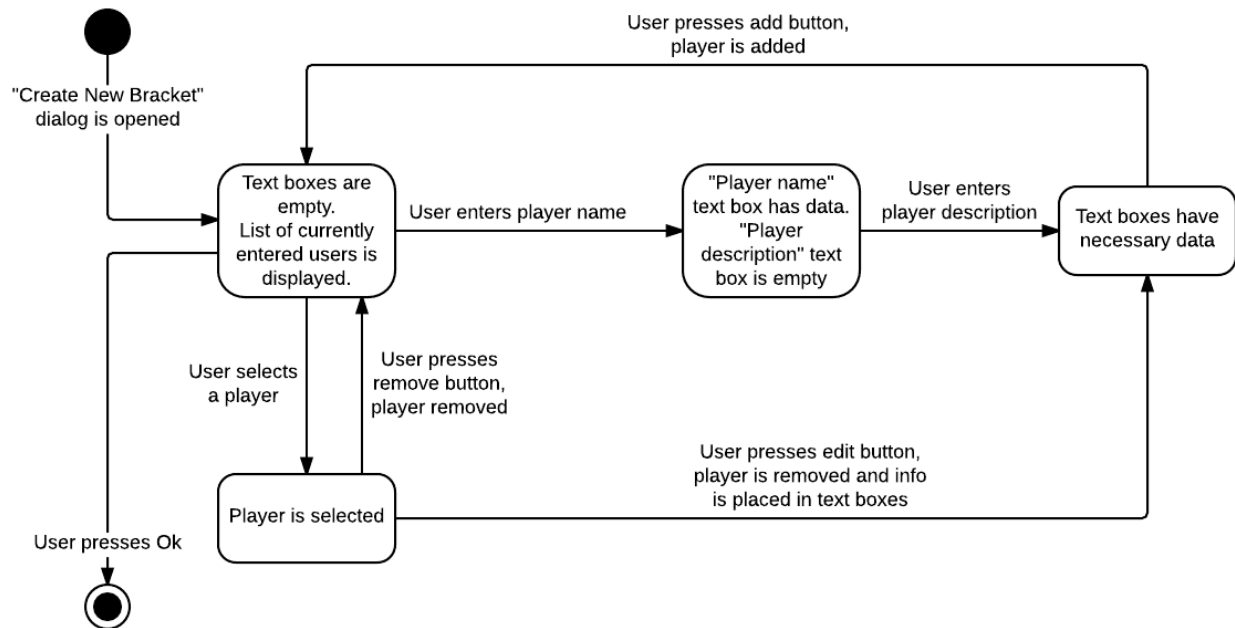 User presses add button,
player is added
"Create New Bracket"
dialog is opened
Text boxes are
empty.
List of currently
entered users is
displayed.
User enters player name
"Player name"
text box has data.
"Player
description" text
box is empty
User enters
player description
Text boxes have
necessary data
User selects
a player
User presses
remove button,
player removed
User presses edit button,
player is removed and info
is placed in text boxes
Player is selected
User presses Ok